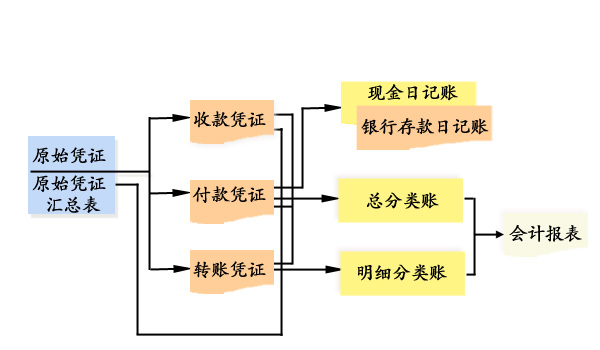 原始凭证
原始凭证
汇总表
收款凭证
付款凭证
转账凭证
现金日记账
银行存款日记账
总分类账
明细分类账
会计报表